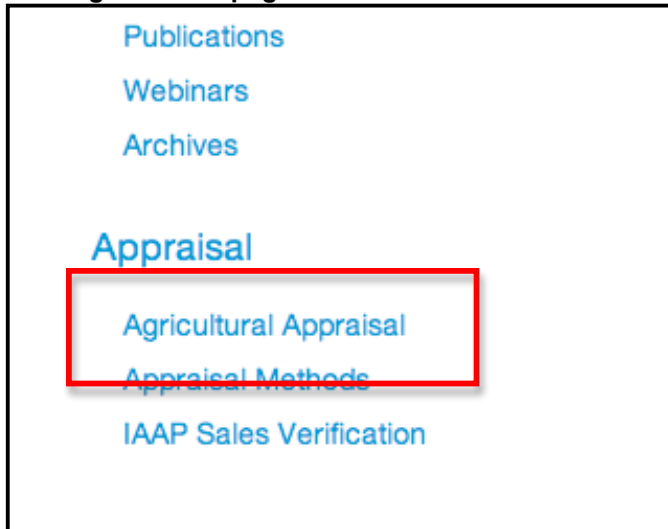 Publications
Webinars
Archives
Appraisal
Agricultural Appraisal
Appraisal Methods
IAAP Sales Verification